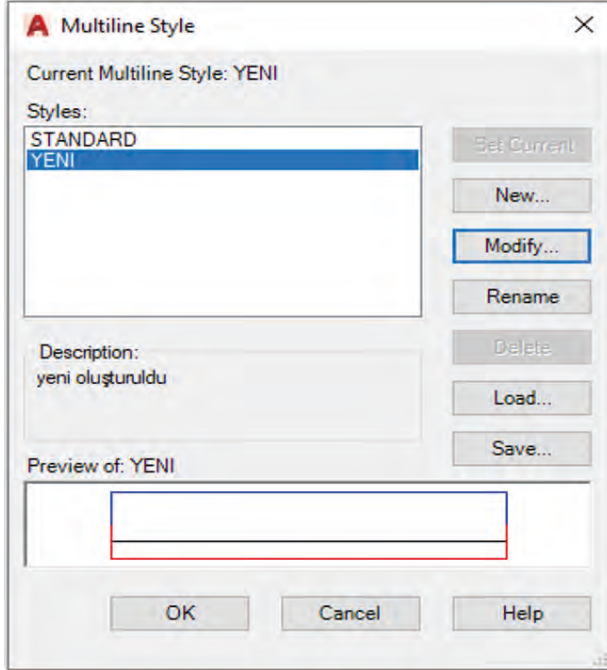 Multiline Style
Current Multiline Style: YENI
Styles:
STANDARD
YENI
Set Current
New...
Modify...
Rename
Delete
Load...
Save...
Description:
yeni oluşturuldu
Preview of: YENI
OK
Cancel
Help